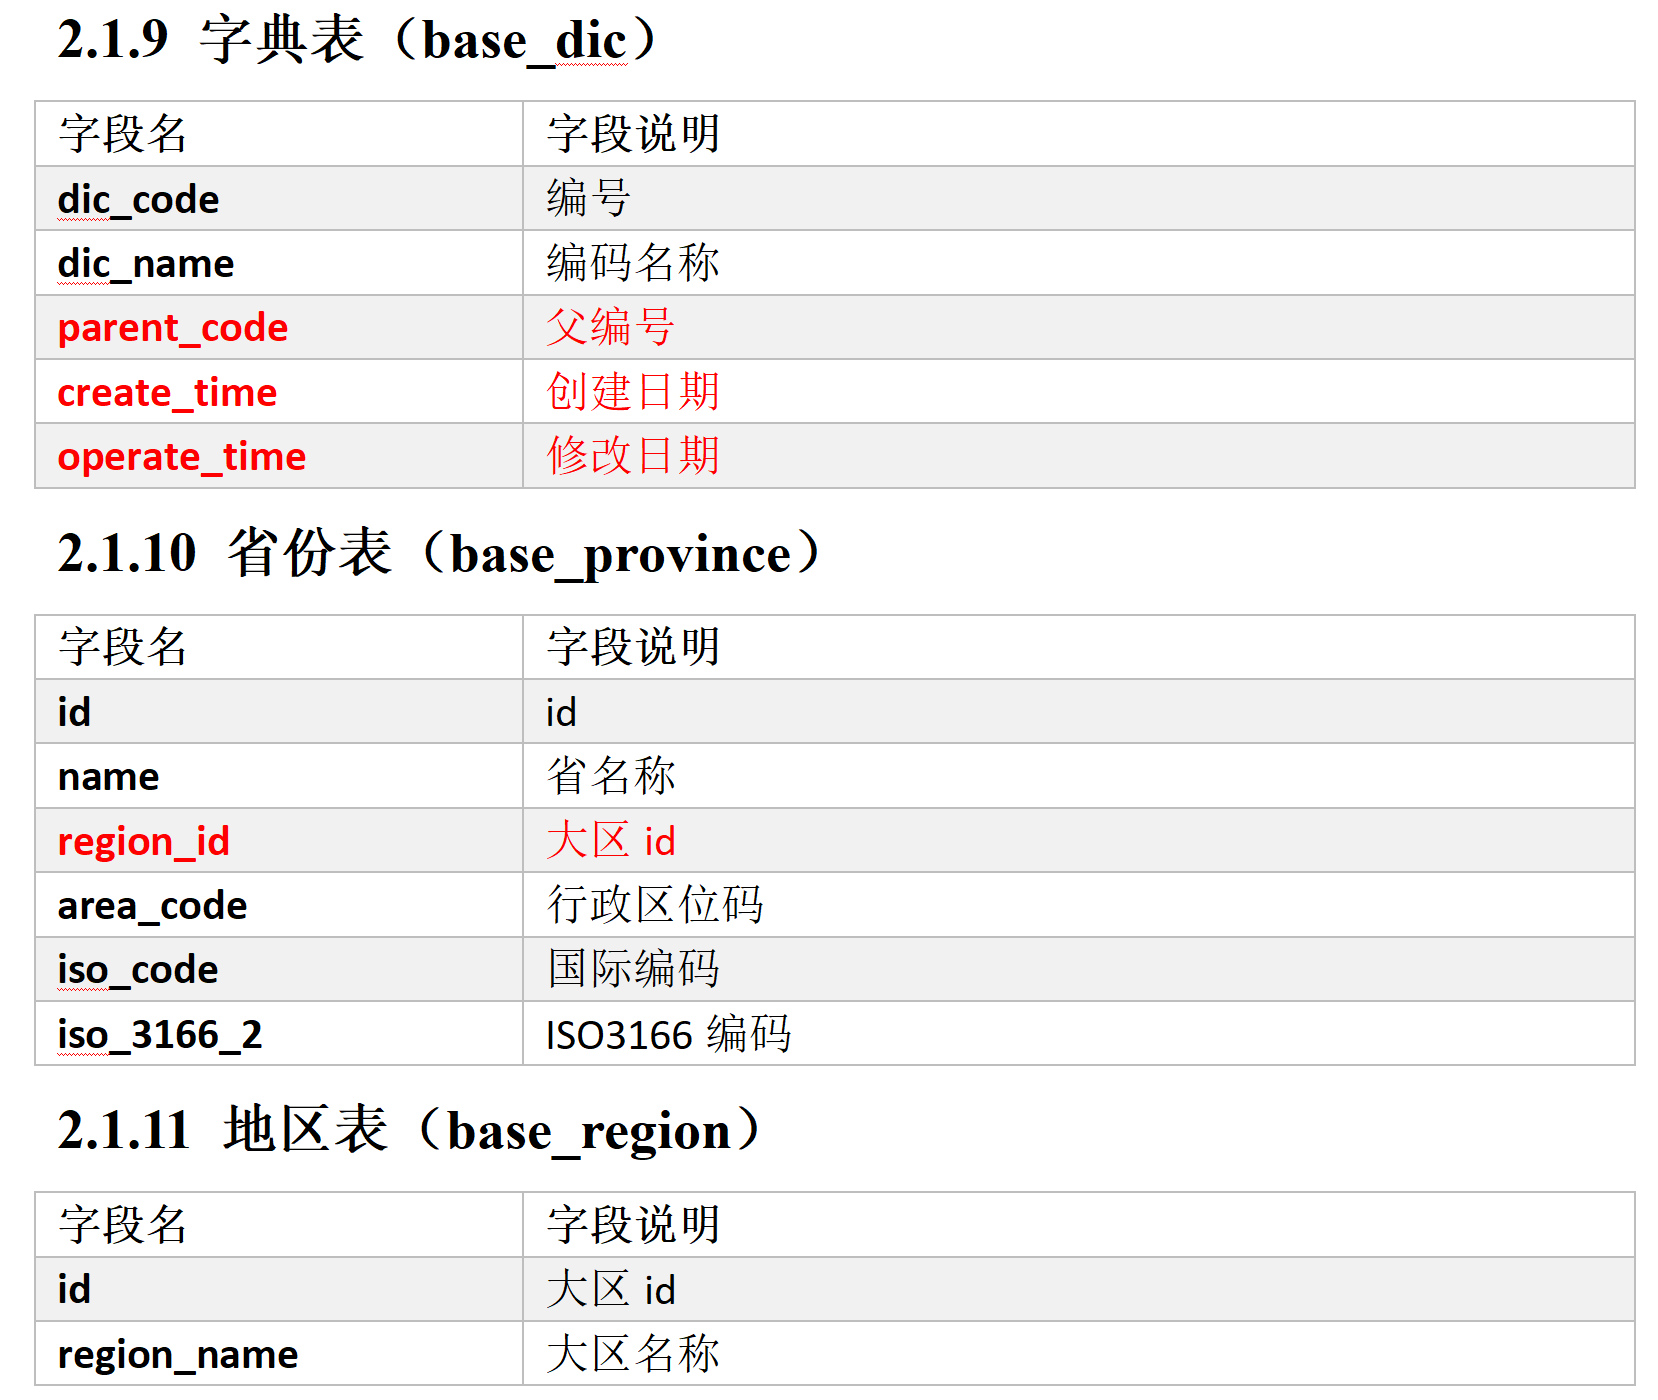 2.1.9 字典表（base_dic）
字段名 字段说明
dic_code 编号
dic_name 编码名称
parent_code 父编号
create_time 创建日期
operate_time 修改日期
2.1.10 省份表（base_province）
字段名 字段说明
id id
name 省名称
region_id 大区 id
area_code 行政区位码
iso_code 国际编码
iso_3166_2 ISO3166 编码
2.1.11 地区表（base_region）
字段名 字段说明
id 大区 id
region_name 大区名称